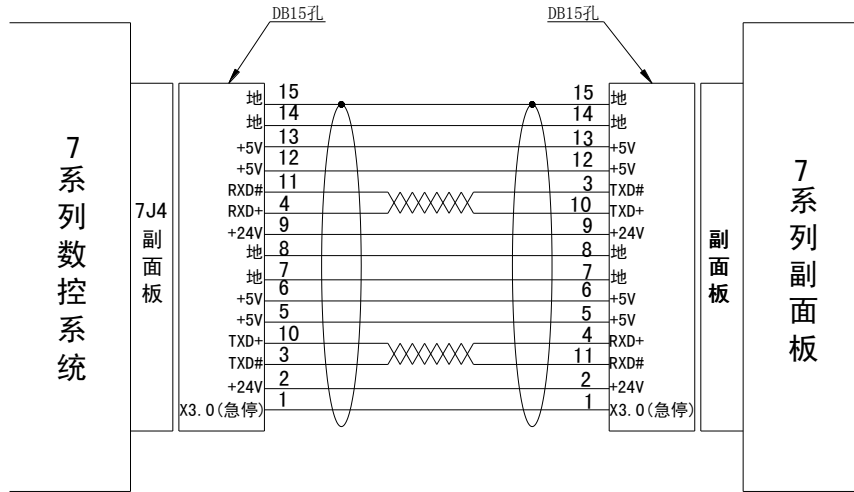 DB15孔
DB15孔
7系列数控系统
7J4副面板
地 15 15 地
地 14 14 地
+5V 13 13 +5V
+5V 12 12 +5V
RXD# 11 3 TXD#
RXD+ 4 10 TXD+
+24V 9 9 +24V
地 8 8 地
地 7 7 地
+5V 6 6 +5V
+5V 5 5 +5V
TXD+ 10 4 RXD+
TXD# 3 11 RXD#
+24V 2 2 +24V
X3.0(急停) 1 1 X3.0(急停)
副面板
7系列副面板